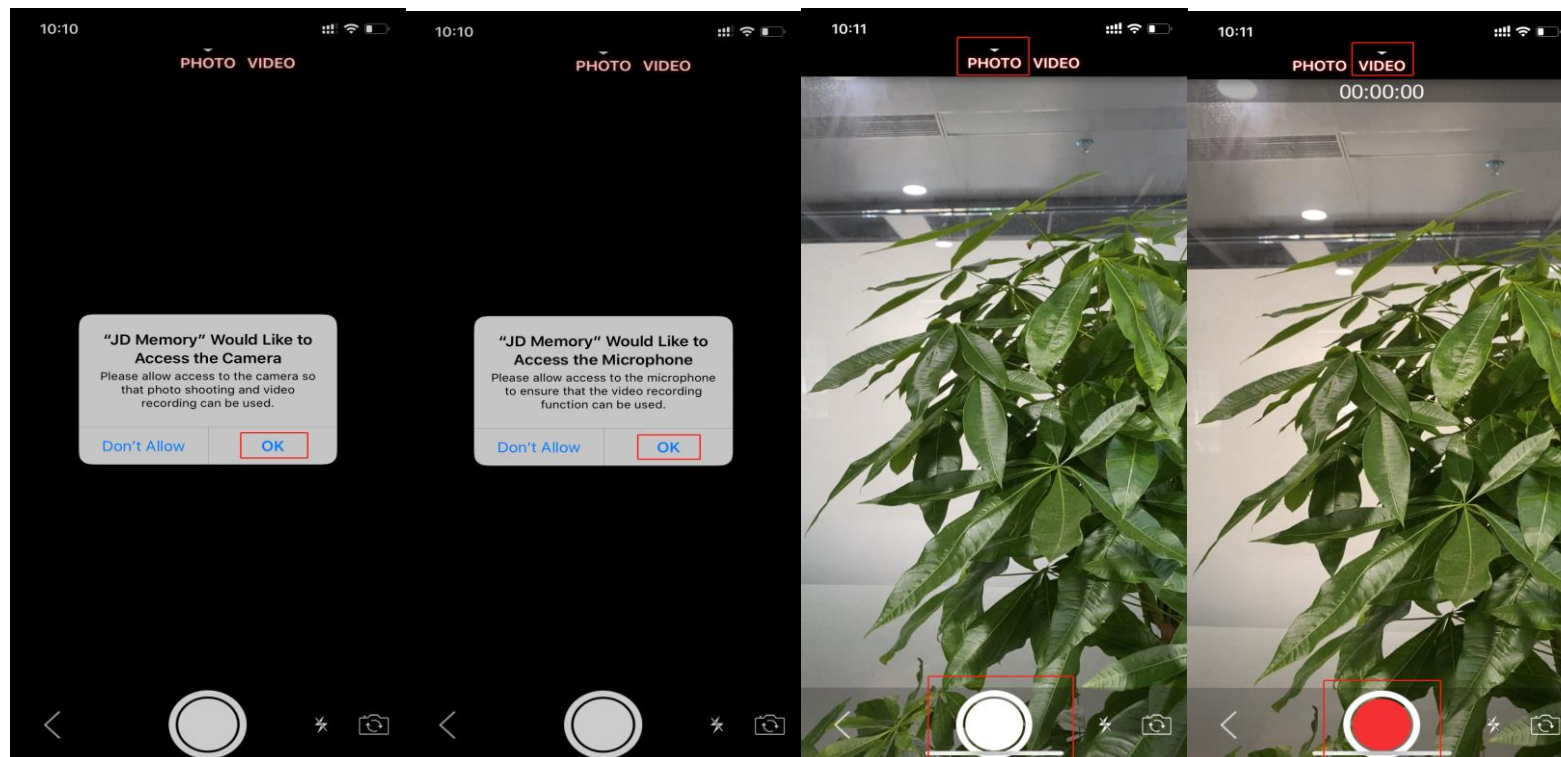 10:10
PHOTO VIDEO
“JD Memory” Would Like to
Access the Camera
Please allow access to the camera so
that photo shooting and video
recording can be used.
Don't Allow OK
10:10
PHOTO VIDEO
“JD Memory” Would Like to
Access the Microphone
Please allow access to the microphone
to ensure that the video recording
function can be used.
Don't Allow OK
10:11
PHOTO VIDEO
10:11
PHOTO VIDEO
00:00:00